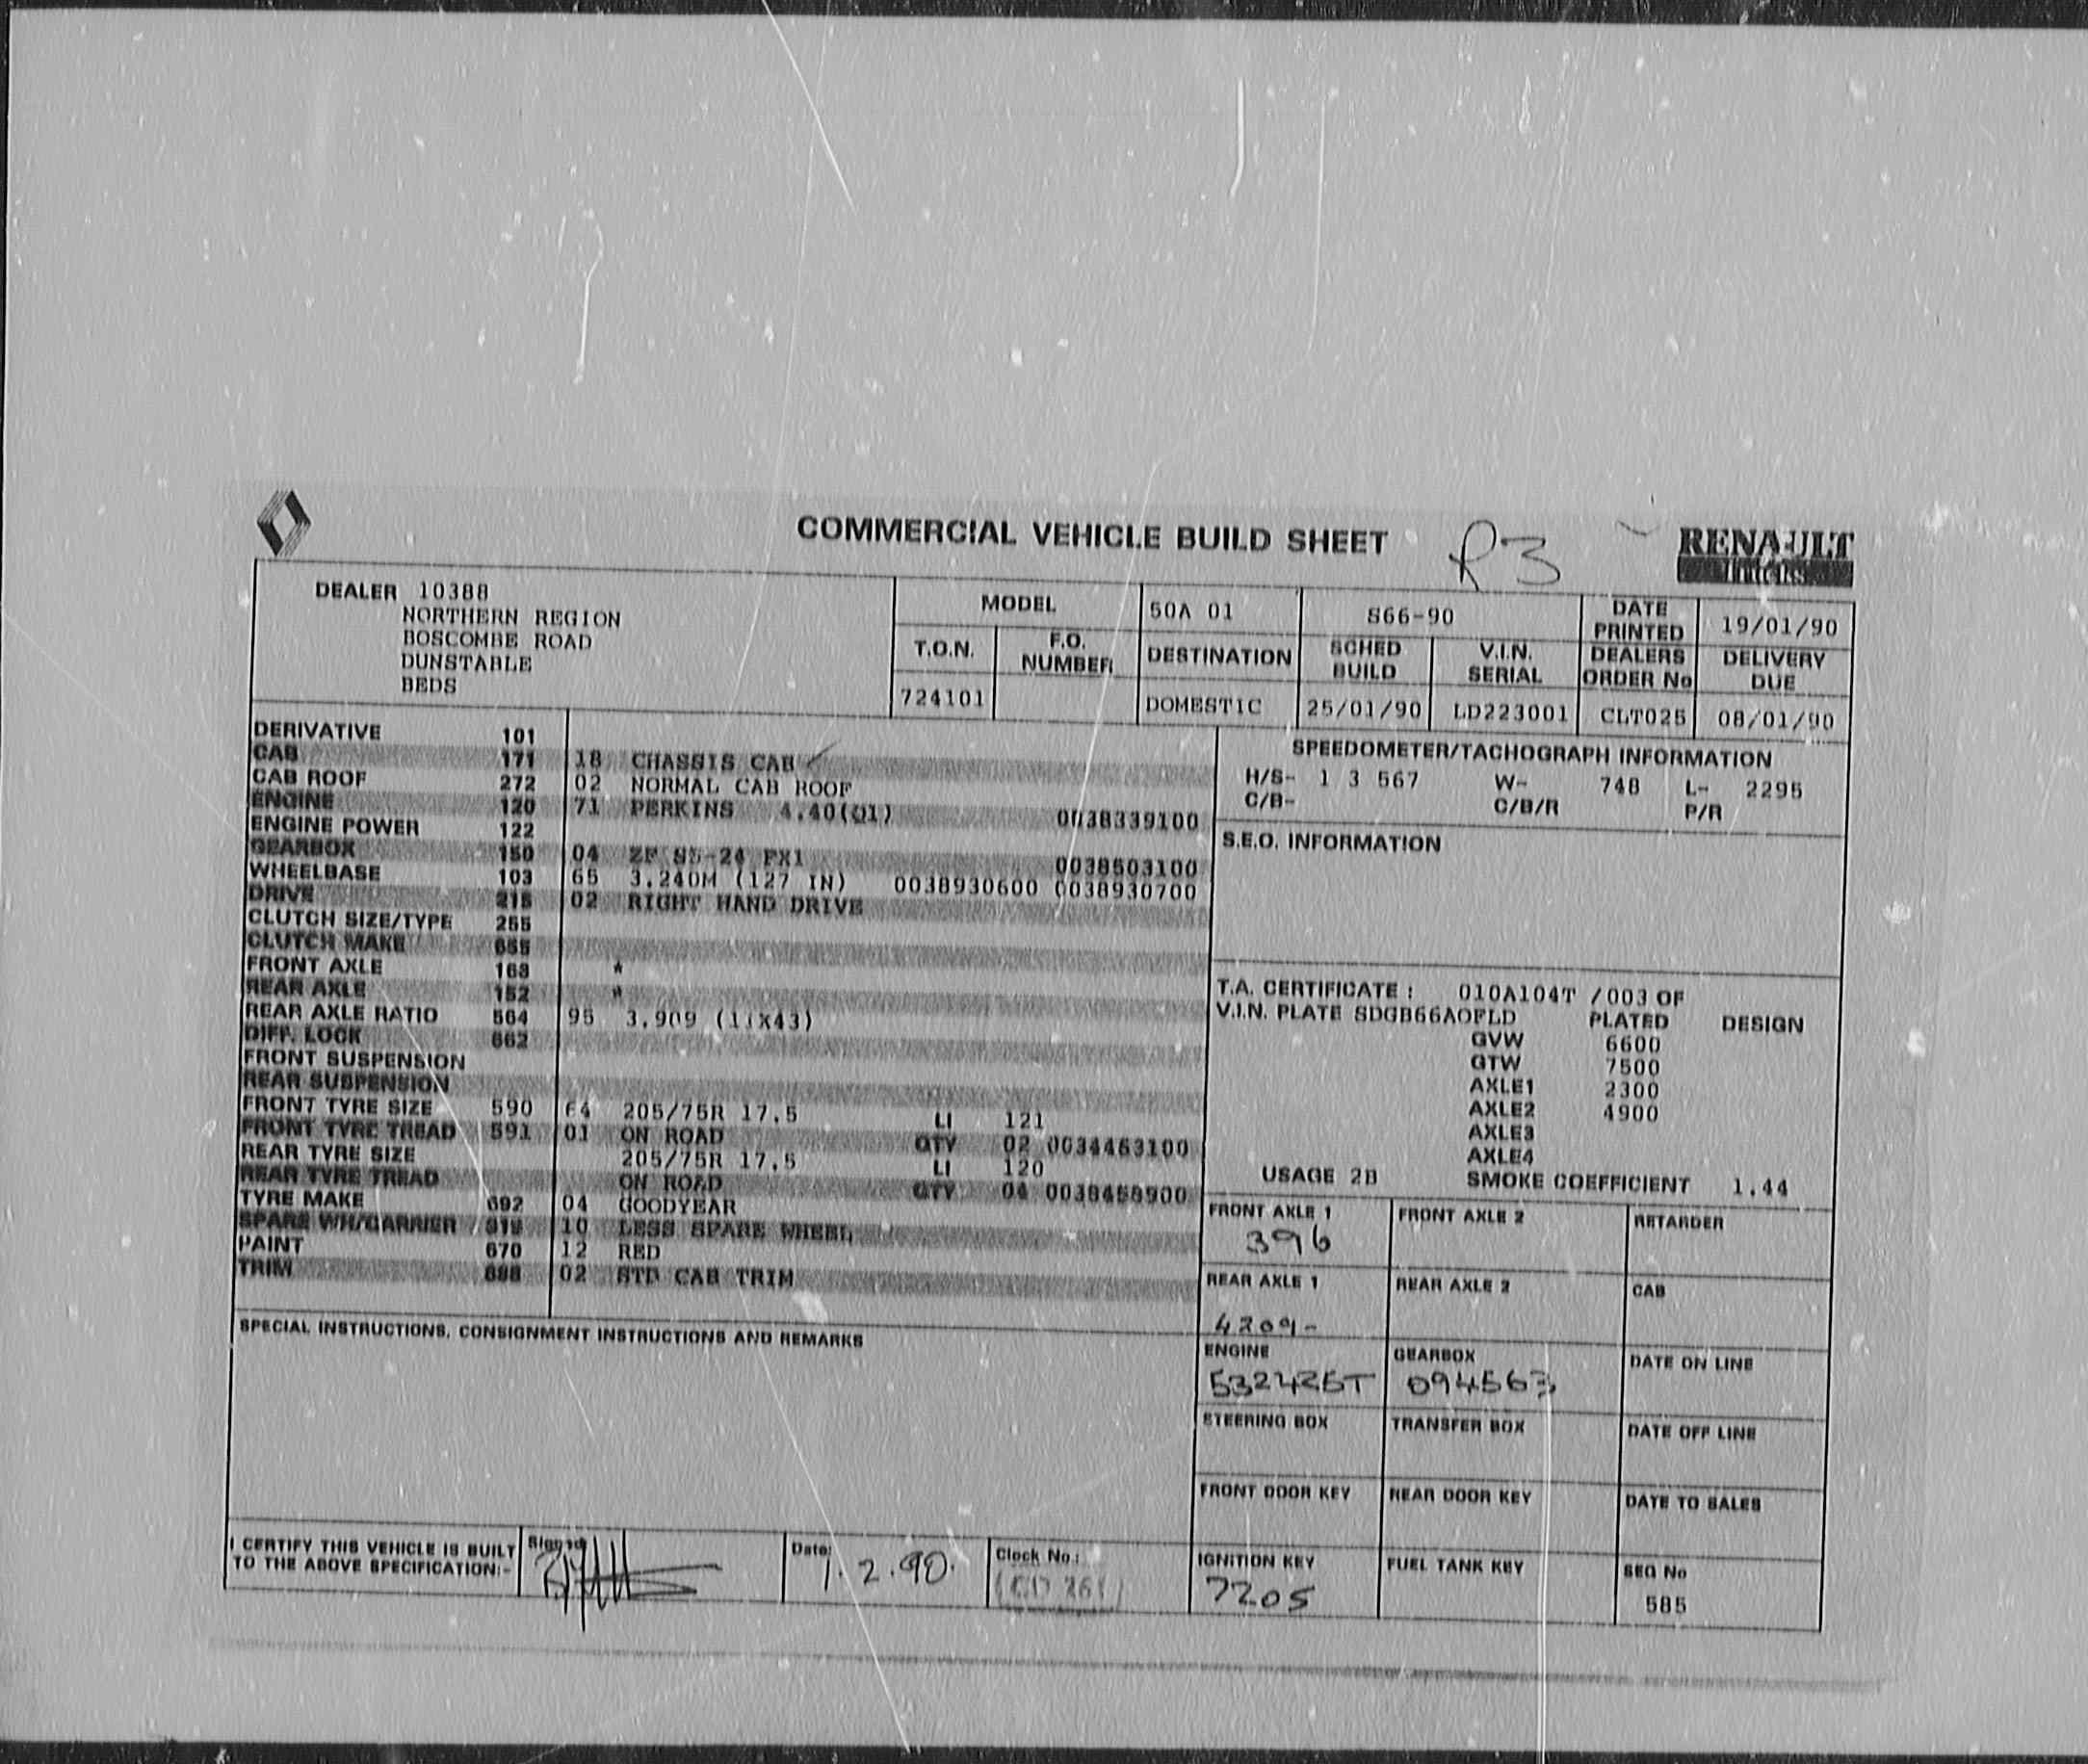 COMMERCIAL VEHICLE BUILD SHEET R3
RENAULT
Trucks
DEALER 10388
NORTHERN REGION
BOSCOMBE ROAD
DUNSTABLE
BEDS
MODEL 50A 01 S66-90 DATE PRINTED 19/01/90
T.O.N. F.O. NUMBER DESTINATION SCHED BUILD V.I.N. SERIAL DEALERS ORDER No DELIVERY DUE
724101 DOMESTIC 25/01/90 LD223001 CLT025 08/01/90
DERIVATIVE 101
CAB 171 18 CHASSIS CAB
CAB ROOF 272 02 NORMAL CAB ROOF
ENGINE 120 71 PERKINS 4.40(Q1) 0038339100
ENGINE POWER 122
GEARBOX 150 04 ZF S5-24 PX1 0038503100
WHEELBASE 103 65 3.240M (127 IN) 0038930600 0038930700
DRIVE 215 02 RIGHT HAND DRIVE
CLUTCH SIZE/TYPE 255
CLUTCH MAKE 655
FRONT AXLE 163 *
REAR AXLE 152 *
REAR AXLE RATIO 564 95 3.909 (11X43)
DIFF. LOCK 662
FRONT SUSPENSION
REAR SUSPENSION
FRONT TYRE SIZE 590 64 205/75R 17.5 LI 121
FRONT TYRE TREAD 591 01 ON ROAD QTY 02 0034463100
REAR TYRE SIZE 205/75R 17.5 LI 120
REAR TYRE TREAD ON ROAD QTY 04 0038458900
TYRE MAKE 692 04 GOODYEAR
SPARE WH/CARRIER 319 10 LESS SPARE WHEEL
PAINT 670 12 RED
TRIM 688 02 STD CAB TRIM
SPECIAL INSTRUCTIONS, CONSIGNMENT INSTRUCTIONS AND REMARKS
SPEEDOMETER/TACHOGRAPH INFORMATION
H/S- 1 3 567 W- 748 L- 2295
C/B- C/B/R P/R
S.E.O. INFORMATION
T.A. CERTIFICATE : 010A104T /003 OF
V.I.N. PLATE SDGB66AOFLD PLATED DESIGN
GVW 6600
GTW 7500
AXLE1 2300
AXLE2 4900
AXLE3
AXLE4
USAGE 2B SMOKE COEFFICIENT 1.44
FRONT AXLE 1 FRONT AXLE 2 RETARDER
396
REAR AXLE 1 REAR AXLE 2 CAB
4209-
ENGINE GEARBOX DATE ON LINE
532425T 094563
STEERING BOX TRANSFER BOX DATE OFF LINE
FRONT DOOR KEY REAR DOOR KEY DATE TO SALES
IGNITION KEY FUEL TANK KEY SEQ No
7205 585
I CERTIFY THIS VEHICLE IS BUILT
TO THE ABOVE SPECIFICATION:-
Signed
Date: 1.2.90.
Clock No.: